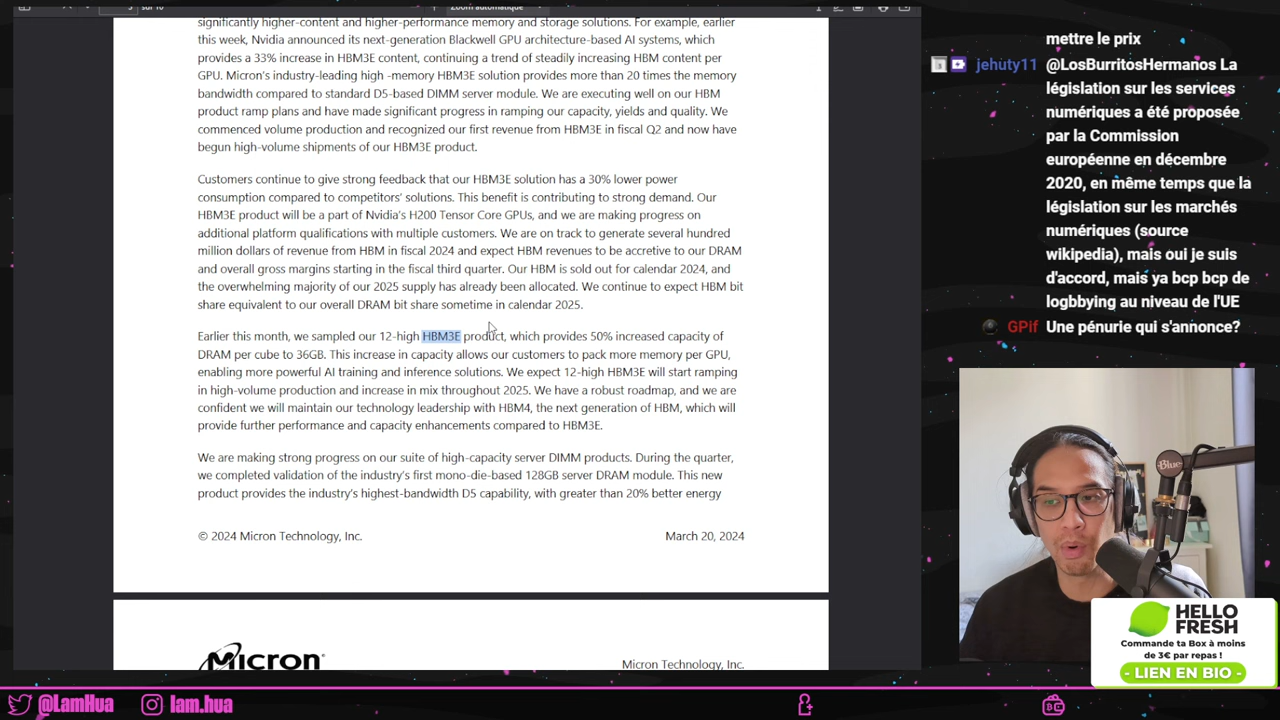 significantly higher-content and higher-performance memory and storage solutions. For example, earlier
this week, Nvidia announced its next-generation Blackwell GPU architecture-based AI systems, which
provides a 33% increase in HBM3E content, continuing a trend of steadily increasing HBM content per
GPU. Micron's industry-leading high -memory HBM3E solution provides more than 20 times the memory
bandwidth compared to standard D5-based DIMM server module. We are executing well on our HBM
product ramp plans and have made significant progress in ramping our capacity, yields and quality. We
commenced volume production and recognized our first revenue from HBM3E in fiscal Q2 and now have
begun high-volume shipments of our HBM3E product.
Customers continue to give strong feedback that our HBM3E solution has a 30% lower power
consumption compared to competitors' solutions. This benefit is contributing to strong demand. Our
HBM3E product will be a part of Nvidia's H200 Tensor Core GPUs, and we are making progress on
additional platform qualifications with multiple customers. We are on track to generate several hundred
million dollars of revenue from HBM in fiscal 2024 and expect HBM revenues to be accretive to our DRAM
and overall gross margins starting in the fiscal third quarter. Our HBM is sold out for calendar 2024, and
the overwhelming majority of our 2025 supply has already been allocated. We continue to expect HBM bit
share equivalent to our overall DRAM bit share sometime in calendar 2025.
Earlier this month, we sampled our 12-high HBM3E product, which provides 50% increased capacity of
DRAM per cube to 36GB. This increase in capacity allows our customers to pack more memory per GPU,
enabling more powerful AI training and inference solutions. We expect 12-high HBM3E will start ramping
in high-volume production and increase in mix throughout 2025. We have a robust roadmap, and we are
confident we will maintain our technology leadership with HBM4, the next generation of HBM, which will
provide further performance and capacity enhancements compared to HBM3E.
We are making strong progress on our suite of high-capacity server DIMM products. During the quarter,
we completed validation of the industry's first mono-die-based 128GB server DRAM module. This new
product provides the industry's highest-bandwidth D5 capability, with greater than 20% better energy
© 2024 Micron Technology, Inc.
March 20, 2024
Micron
Micron Technology, Inc.
mettre le prix
jehuty11 @LosBurritosHermanos La
législation sur les services
numériques a été proposée
par la Commission
européenne en décembre
2020, en même temps que la
législation sur les marchés
numériques (source
wikipedia), mais oui je suis
d'accord, mais ya bcp bcp de
logbbying au niveau de l'UE
GPif Une pénurie qui s'annonce?
Blue
HELLO
FRESH
Commande ta Box à moins
de 3€ par repas !
- LIEN EN BIO -
@LamHua
lam.hua